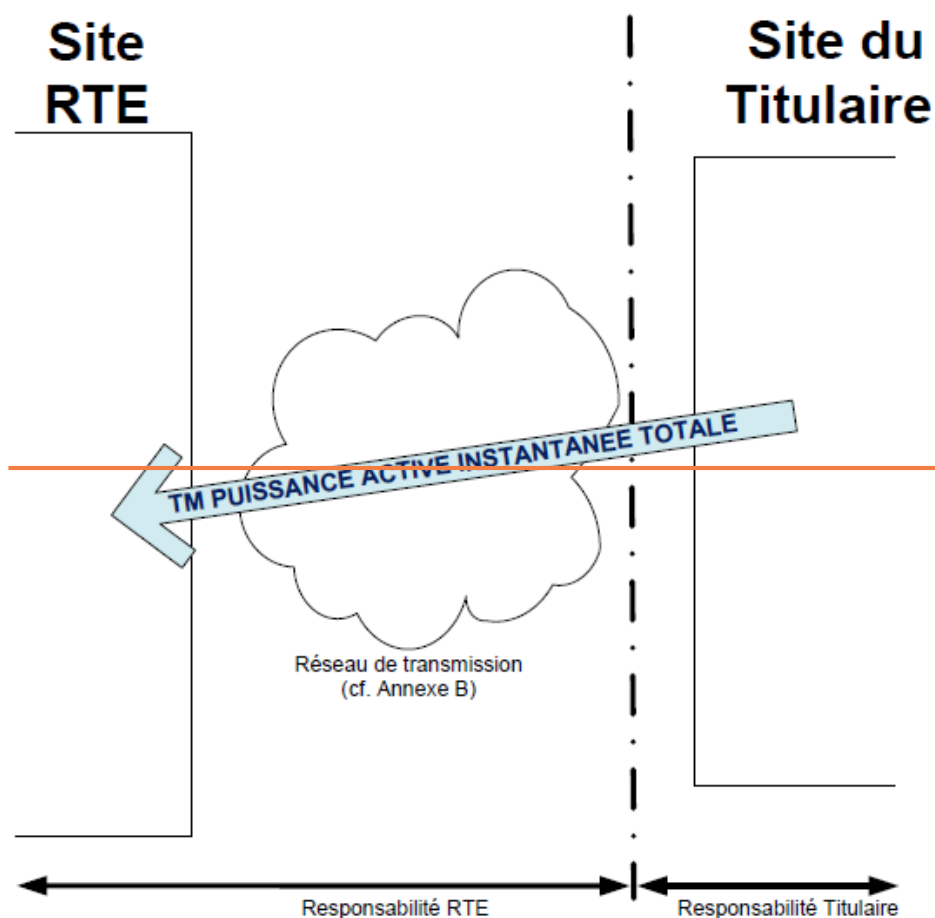 Site
RTE
Site du
Titulaire
TM PUISSANCE ACTIVE INSTANTANEE TOTALE
Réseau de transmission
(cf. Annexe B)
Responsabilité RTE
Responsabilité Titulaire